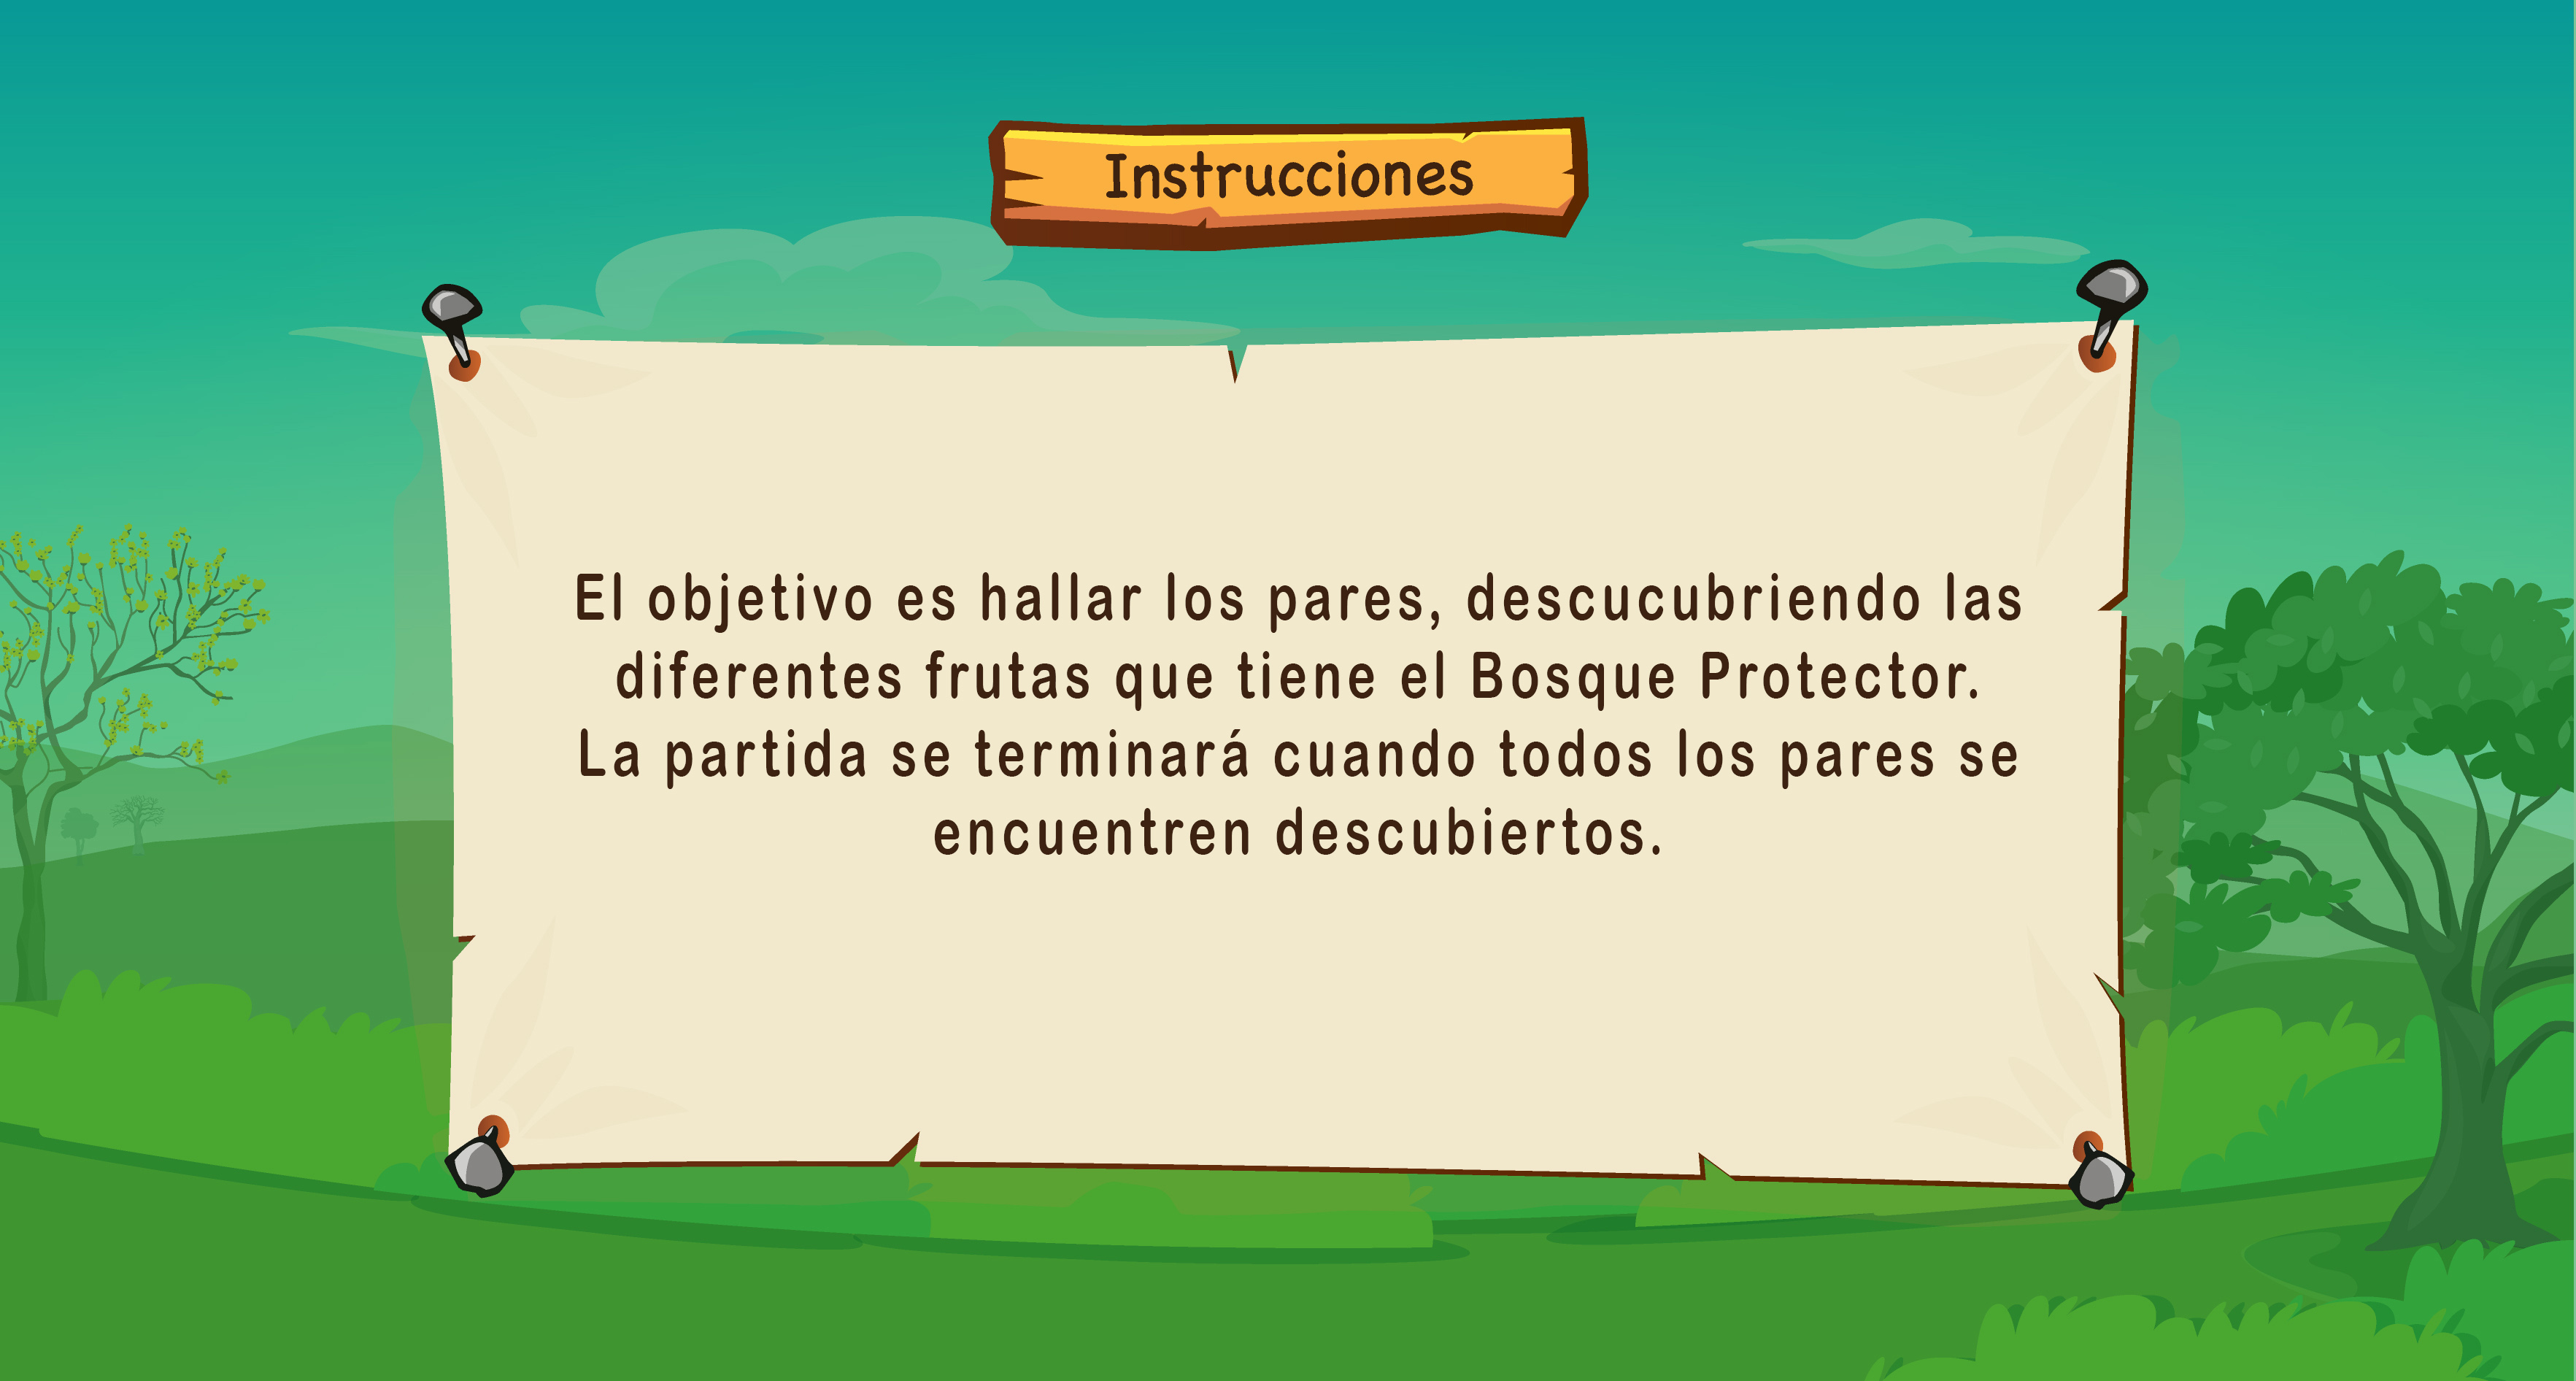 Instrucciones
El objetivo es hallar los pares, descucubriendo las
diferentes frutas que tiene el Bosque Protector.
La partida se terminará cuando todos los pares se
encuentren descubiertos.